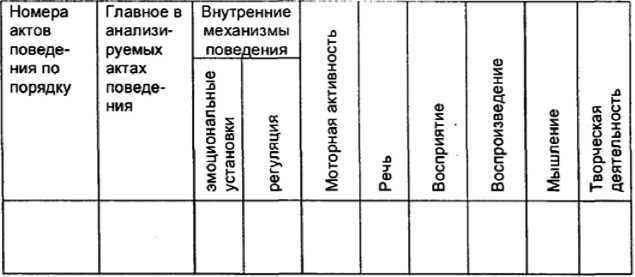 Номера
актов
поведе-
ния по
порядку
Главное в
анализи-
руемых
актах
поведе-
ния
Внутренние
механизмы
поведения
эмоциональные
установки
регуляция
Моторная активность
Речь
Восприятие
Воспроизведение
Мышление
Творческая
деятельность